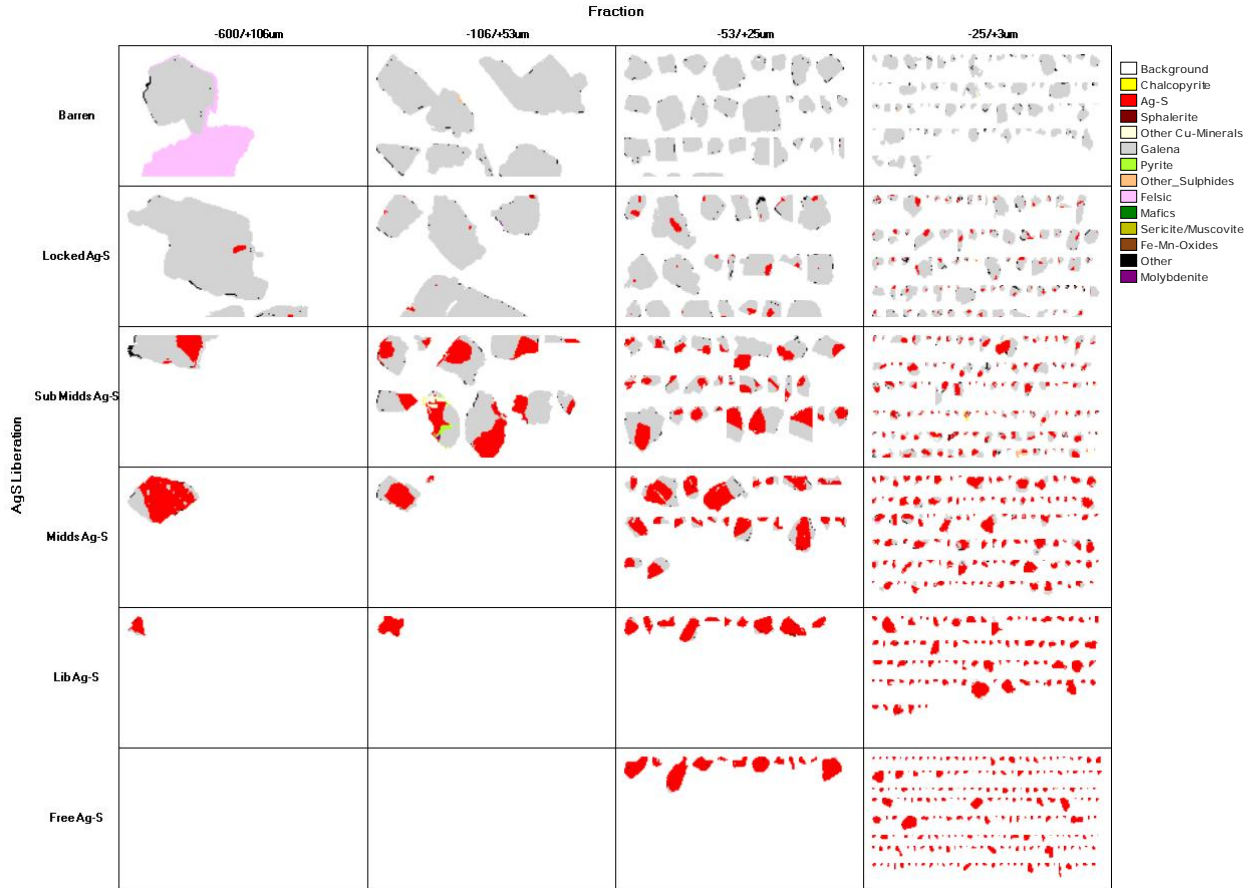 Fraction
-600/+106um
-106/+53um
-53/+25um
-25/+3um
AgS Liberation
Barren
Locked Ag-S
Sub Midds Ag-S
Midds Ag-S
Lib Ag-S
Free Ag-S
Background
Chalcopyrite
Ag-S
Sphalerite
Other Cu-Minerals
Galena
Pyrite
Other_Sulphides
Felsic
Mafics
Sericite/Muscovite
Fe-Mn-Oxides
Other
Molybdenite